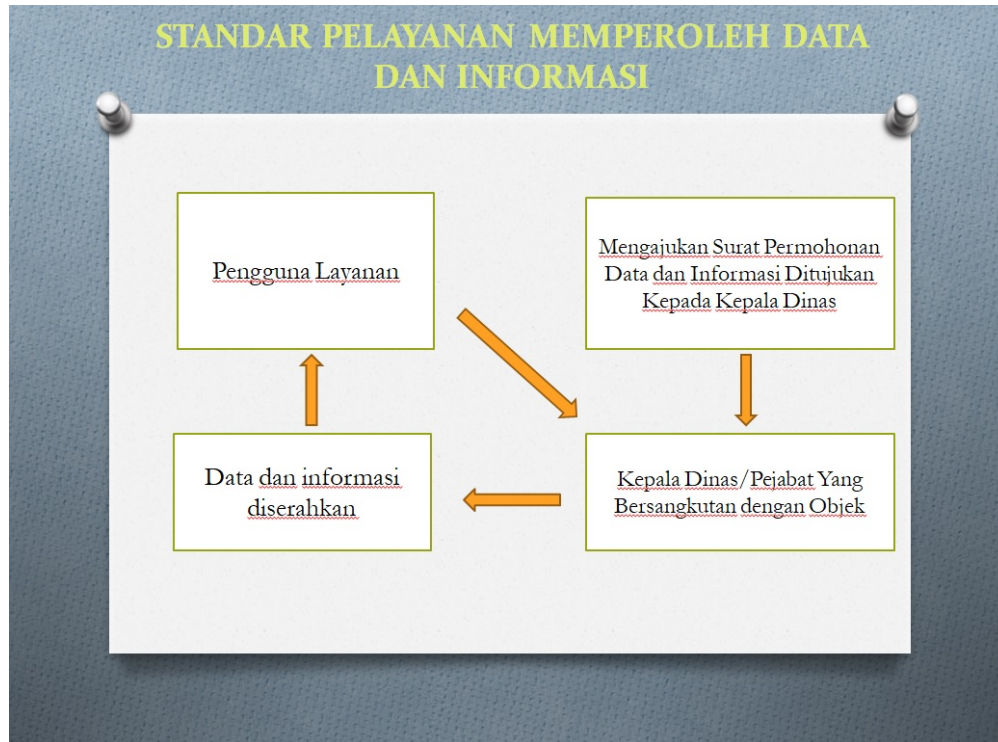 STANDAR PELAYANAN MEMPEROLEH DATA
DAN INFORMASI
Pengguna Layanan
Mengajukan Surat Permohonan
Data dan Informasi Ditujukan
Kepada Kepala Dinas
Data dan informasi
diserahkan
Kepala Dinas/Pejabat Yang
Bersangkutan dengan Objek